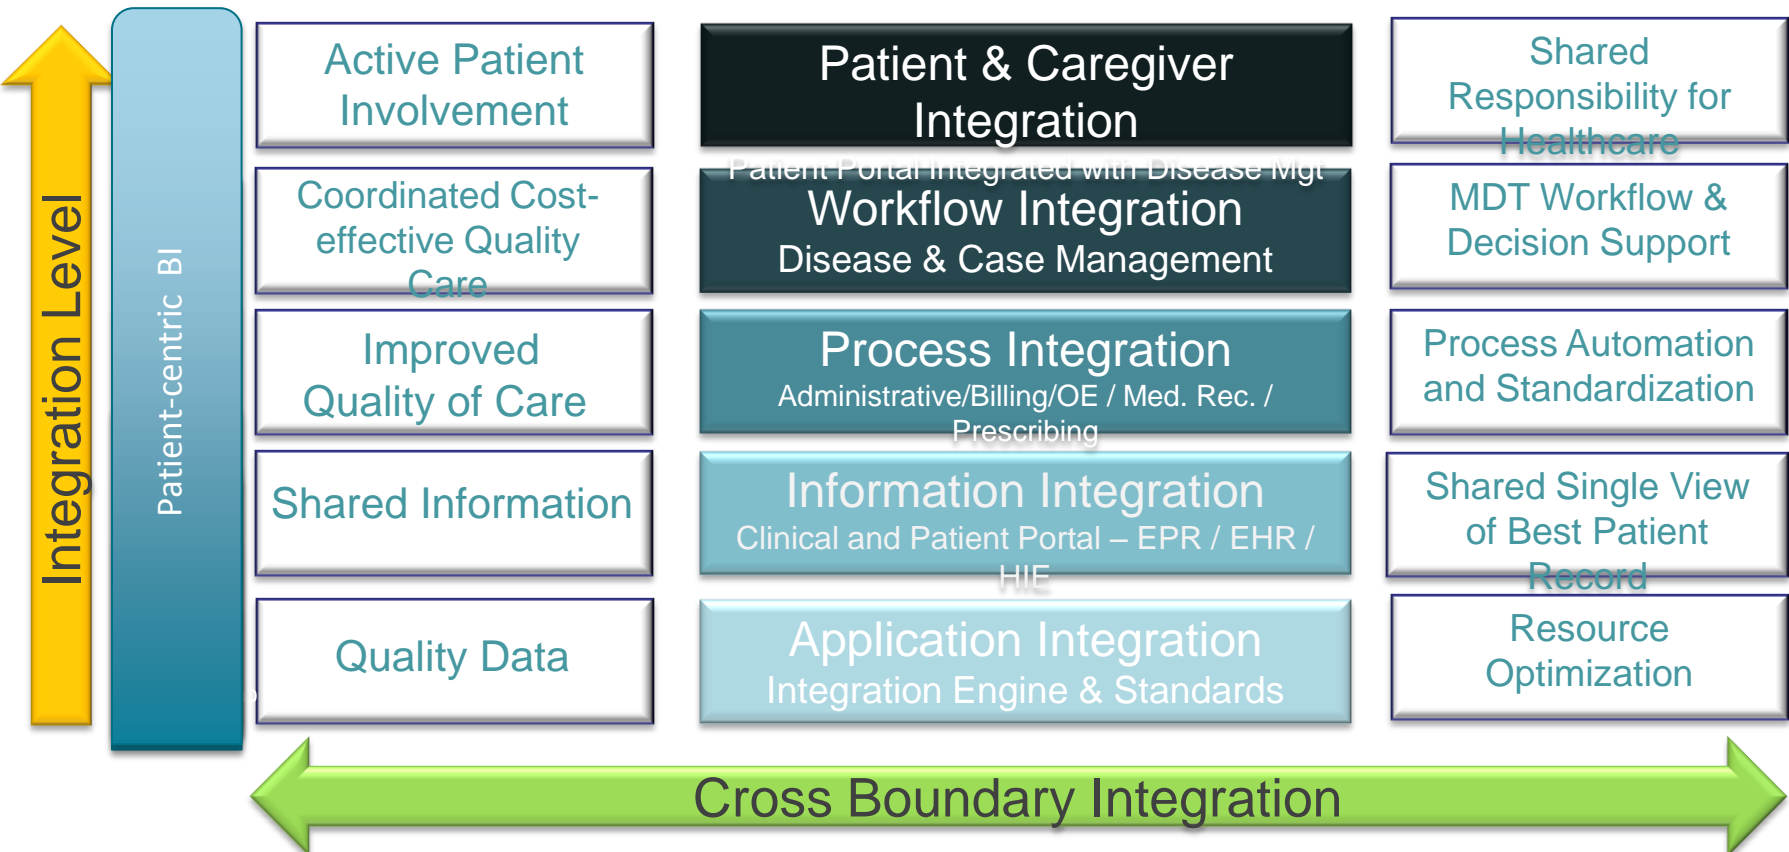 Integration Level
Patient-centric BI
Active Patient
Involvement
Patient & Caregiver
Integration
Patient Portal Integrated with Disease Mgt
Shared
Responsibility for
Healthcare
Coordinated Cost-
effective Quality
Care
Workflow Integration
Disease & Case Management
MDT Workflow &
Decision Support
Improved
Quality of Care
Process Integration
Administrative/Billing/OE / Med. Rec. /
Prescribing
Process Automation
and Standardization
Shared Information
Information Integration
Clinical and Patient Portal – EPR / EHR /
HIE
Shared Single View
of Best Patient
Record
Quality Data
Application Integration
Integration Engine & Standards
Resource
Optimization
Cross Boundary Integration